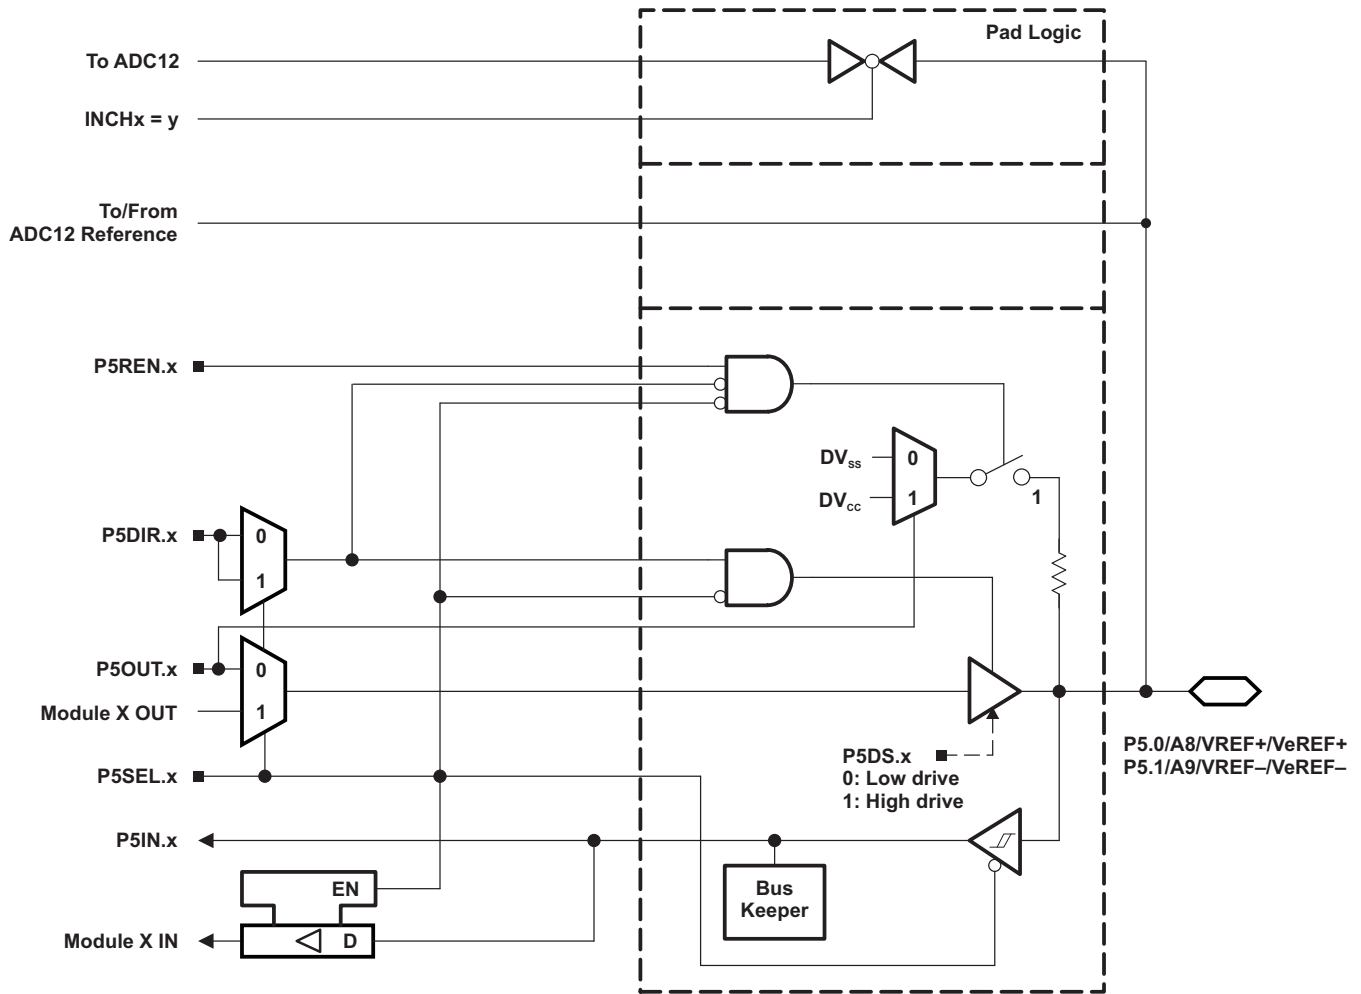 Pad Logic
To ADC12
INCHx = y
To/From
ADC12 Reference
P5REN.x
DVss
0
DVcc
1
1
P5DIR.x
0
1
P5OUT.x
0
Module X OUT
1
P5DS.x
0: Low drive
1: High drive
P5.0/A8/VREF+/VeREF+
P5.1/A9/VREF–/VeREF–
P5SEL.x
P5IN.x
EN
Bus
Keeper
Module X IN
D